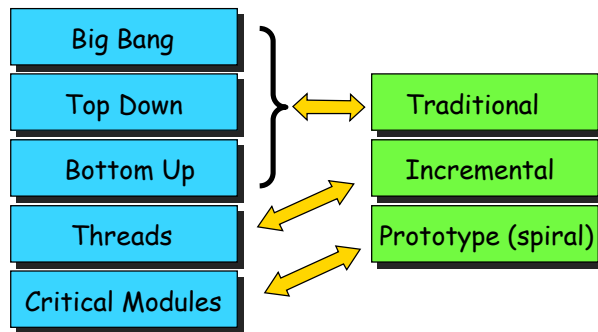 Big Bang
Top Down
Bottom Up
Threads
Critical Modules
Traditional
Incremental
Prototype (spiral)